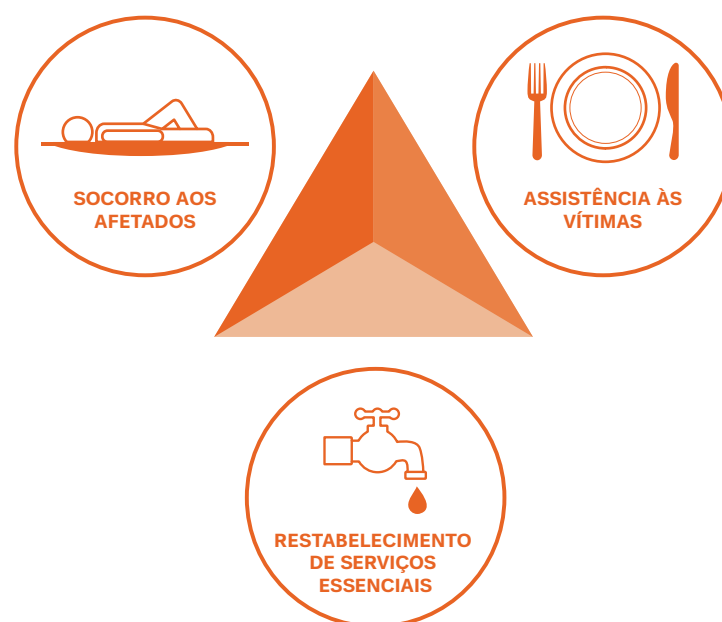 SOCORRO AOS
AFETADOS
ASSISTÊNCIA ÀS
VÍTIMAS
RESTABELECIMENTO
DE SERVIÇOS
ESSENCIAIS